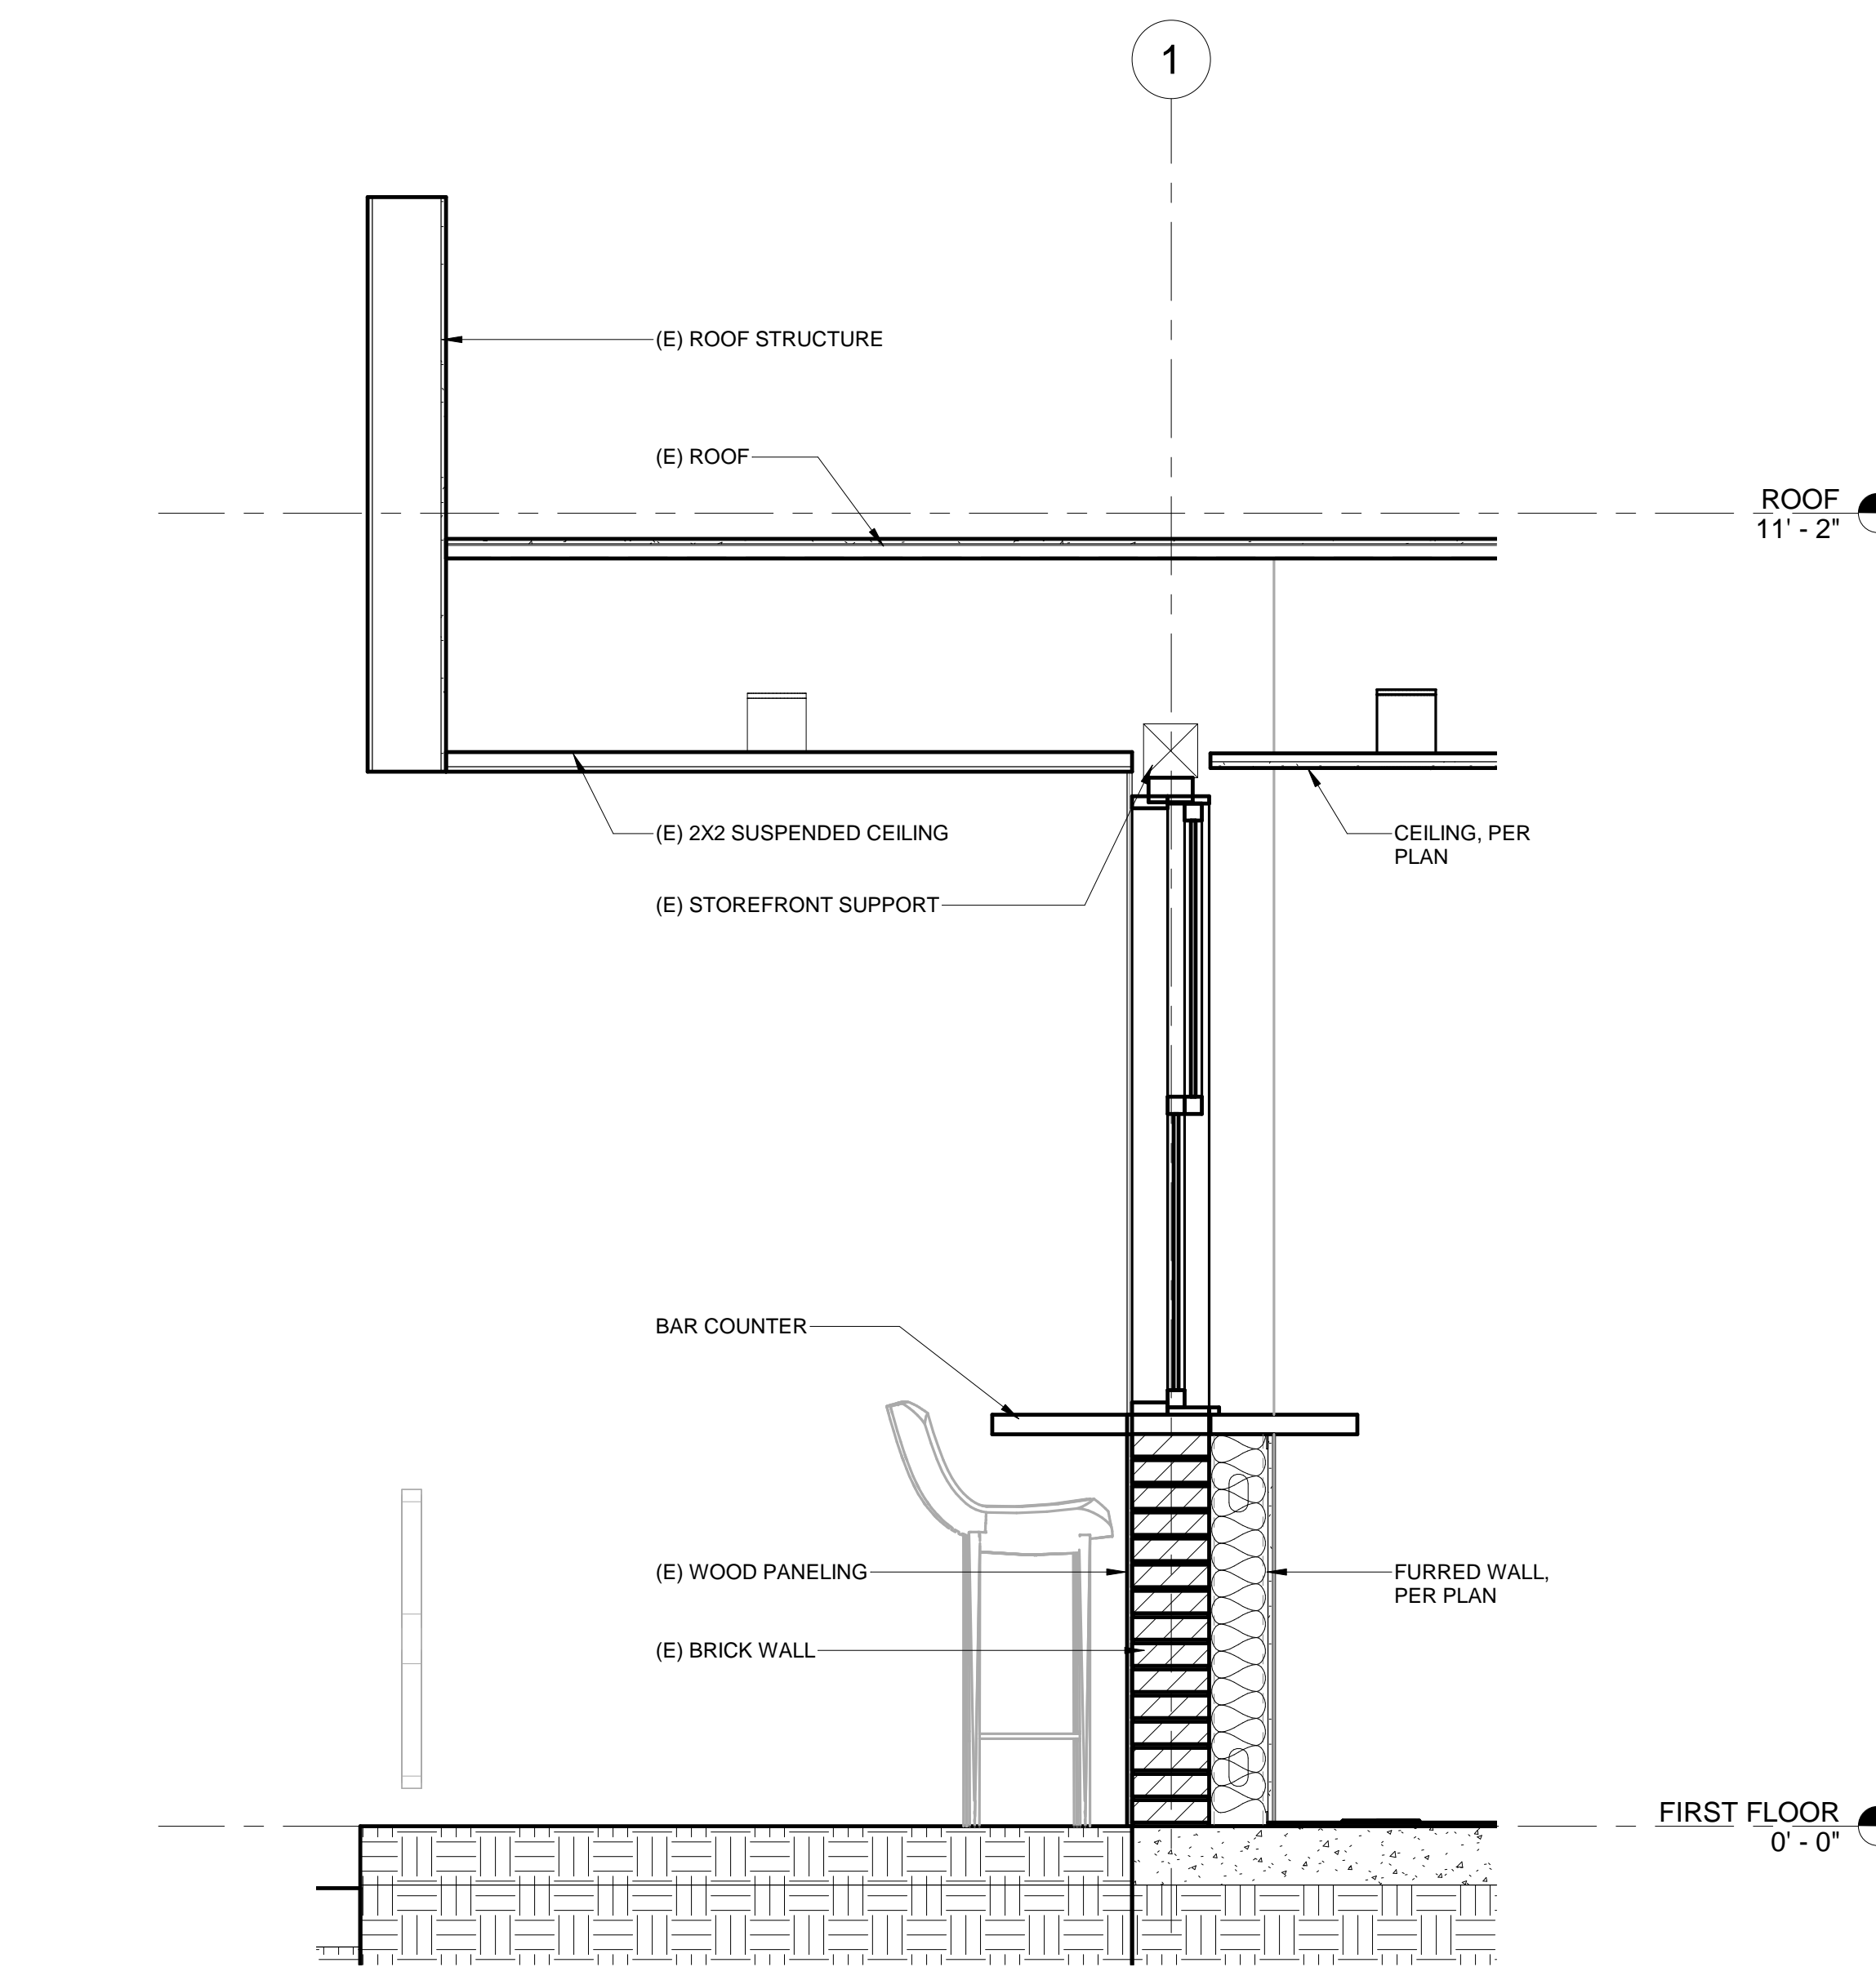 1
(E) ROOF STRUCTURE
(E) ROOF
ROOF
11' - 2"
(E) 2X2 SUSPENDED CEILING
CEILING, PER
PLAN
(E) STOREFRONT SUPPORT
BAR COUNTER
(E) WOOD PANELING
FURRED WALL,
PER PLAN
(E) BRICK WALL
FIRST FLOOR
0' - 0"